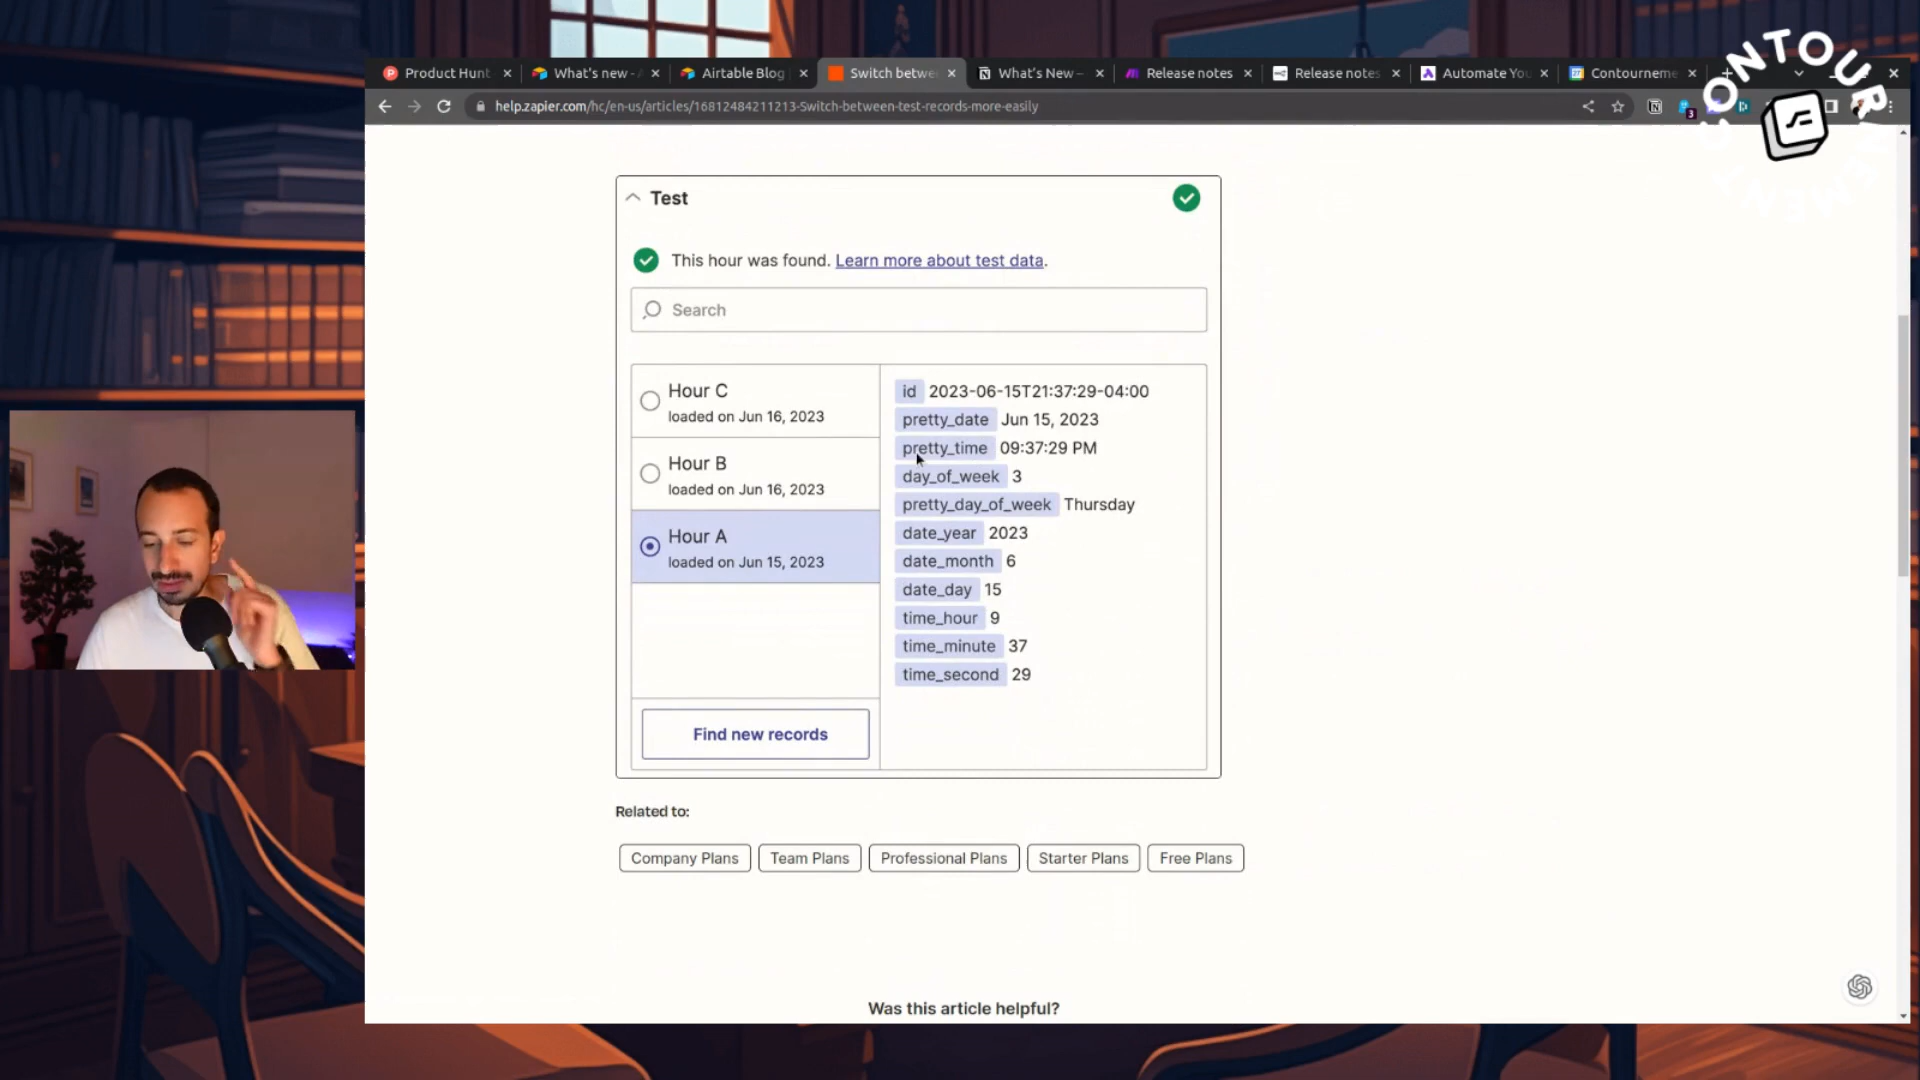 Product Hunt
What's new - A
Airtable Blog
Switch betwe
What's New –
Release notes
Release notes
Automate You
Contourneme
help.zapier.com/hc/en-us/articles/16812484211213-Switch-between-test-records-more-easily
3
CONTOURNEMENT
Test
This hour was found. Learn more about test data.
Search
Hour C
loaded on Jun 16, 2023
Hour B
loaded on Jun 16, 2023
Hour A
loaded on Jun 15, 2023
Find new records
id 2023-06-15T21:37:29-04:00
pretty_date Jun 15, 2023
pretty_time 09:37:29 PM
day_of_week 3
pretty_day_of_week Thursday
date_year 2023
date_month 6
date_day 15
time_hour 9
time_minute 37
time_second 29
Related to:
Company Plans
Team Plans
Professional Plans
Starter Plans
Free Plans
Was this article helpful?